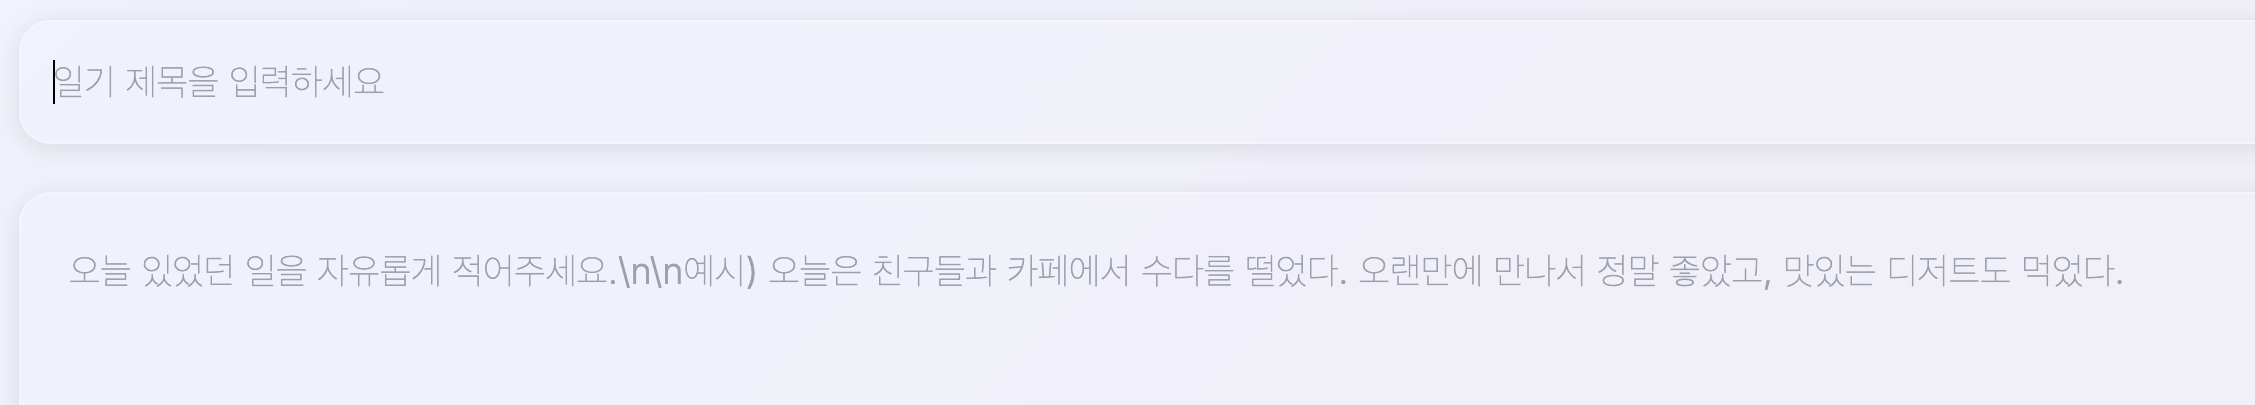 일기 제목을 입력하세요
오늘 있었던 일을 자유롭게 적어주세요.\n\n예시) 오늘은 친구들과 카페에서 수다를 떨었다. 오랜만에 만나서 정말 좋았고, 맛있는 디저트도 먹었다.